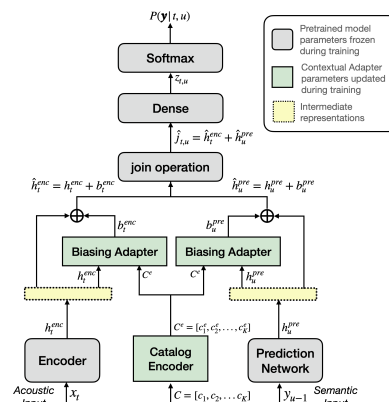 P(y|t, u)
Softmax
z_{t,u}
Dense
ĵ_{t,u} = ĥ_t^{enc} + ĥ_u^{pre}
join operation
ĥ_t^{enc} = h_t^{enc} + b_t^{enc}
ĥ_u^{pre} = h_u^{pre} + b_u^{pre}
b_t^{enc}
b_u^{pre}
Biasing Adapter
Biasing Adapter
h_t^{enc}
C^e
C^e
h_u^{pre}
h_t^{enc}
C^e = [c_1^e, c_2^e, . . . , c_K^e]
h_u^{pre}
Encoder
Catalog
Encoder
Prediction
Network
Acoustic
x_t
C = [c_1, c_2, . . . c_K]
y_{u−1}
Semantic
Pretrained model
parameters frozen
during training
Contextual Adapter
parameters updated
during training
Intermediate
representations